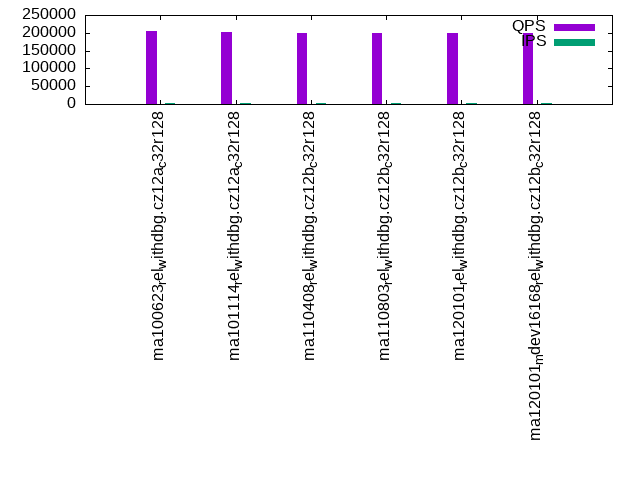 250000
200000
150000
100000
50000
0
QPS
IPS
ma100623relwithdbg.cz12ac32r128
ma101114relwithdbg.cz12ac32r128
ma110408relwithdbg.cz12bc32r128
ma110803relwithdbg.cz12bc32r128
ma120101relwithdbg.cz12bc32r128
ma120101mdev16168relwithdbg.cz12bc32r128